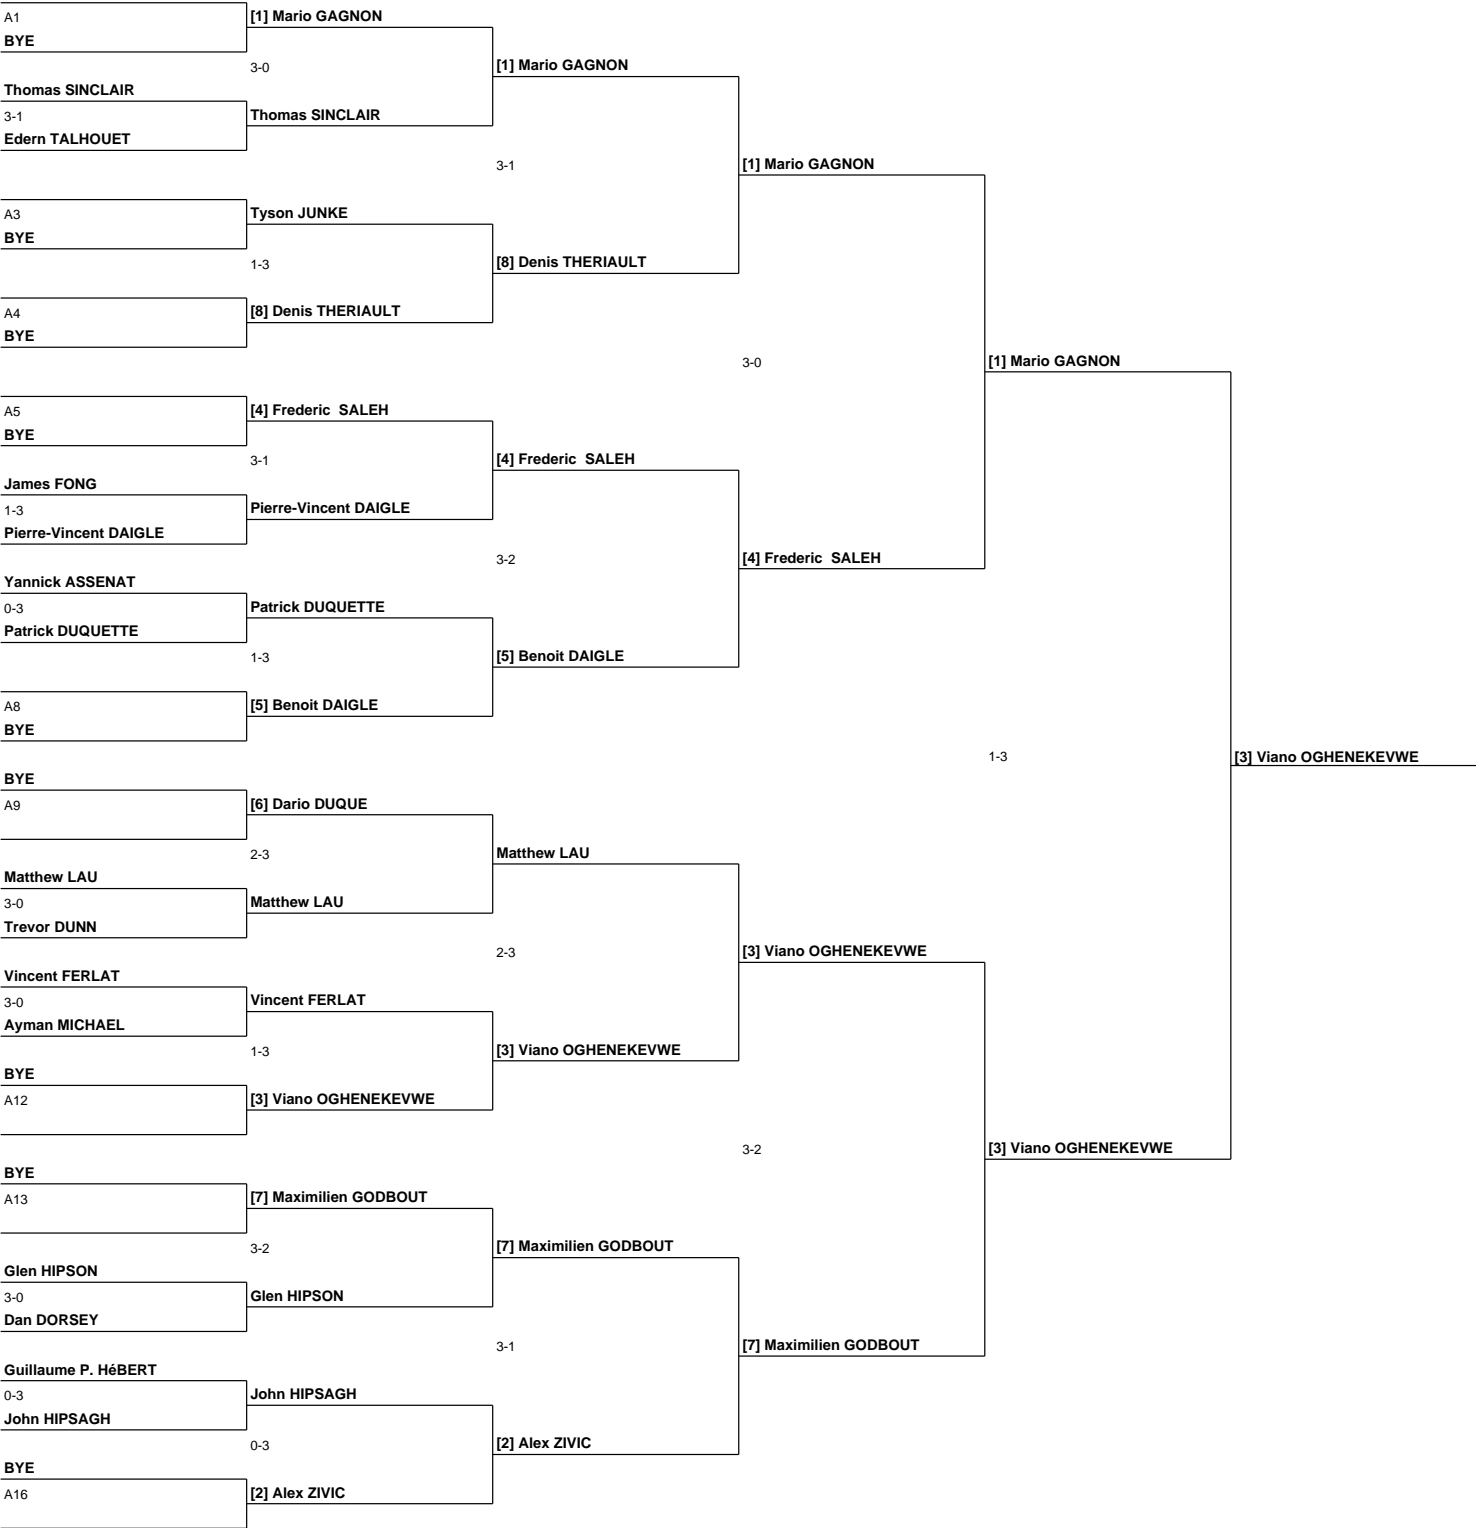 A1
BYE
[1] Mario GAGNON
3-0
Thomas SINCLAIR
3-1
Edern TALHOUET
Thomas SINCLAIR
[1] Mario GAGNON
3-1
A3
BYE
Tyson JUNKE
1-3
A4
BYE
[8] Denis THERIAULT
[8] Denis THERIAULT
[1] Mario GAGNON
3-0
A5
BYE
[4] Frederic  SALEH
3-1
James FONG
1-3
Pierre-Vincent DAIGLE
Pierre-Vincent DAIGLE
[4] Frederic  SALEH
3-2
Yannick ASSENAT
0-3
Patrick DUQUETTE
Patrick DUQUETTE
1-3
A8
BYE
[5] Benoit DAIGLE
[5] Benoit DAIGLE
[4] Frederic  SALEH
[1] Mario GAGNON
1-3
[3] Viano OGHENEKEVWE
BYE
A9
[6] Dario DUQUE
2-3
Matthew LAU
3-0
Trevor DUNN
Matthew LAU
Matthew LAU
2-3
Vincent FERLAT
3-0
Ayman MICHAEL
Vincent FERLAT
1-3
BYE
A12
[3] Viano OGHENEKEVWE
[3] Viano OGHENEKEVWE
[3] Viano OGHENEKEVWE
3-2
[3] Viano OGHENEKEVWE
BYE
A13
[7] Maximilien GODBOUT
3-2
Glen HIPSON
3-0
Dan DORSEY
Glen HIPSON
[7] Maximilien GODBOUT
3-1
Guillaume P. HéBERT
0-3
John HIPSAGH
John HIPSAGH
0-3
BYE
A16
[2] Alex ZIVIC
[2] Alex ZIVIC
[7] Maximilien GODBOUT